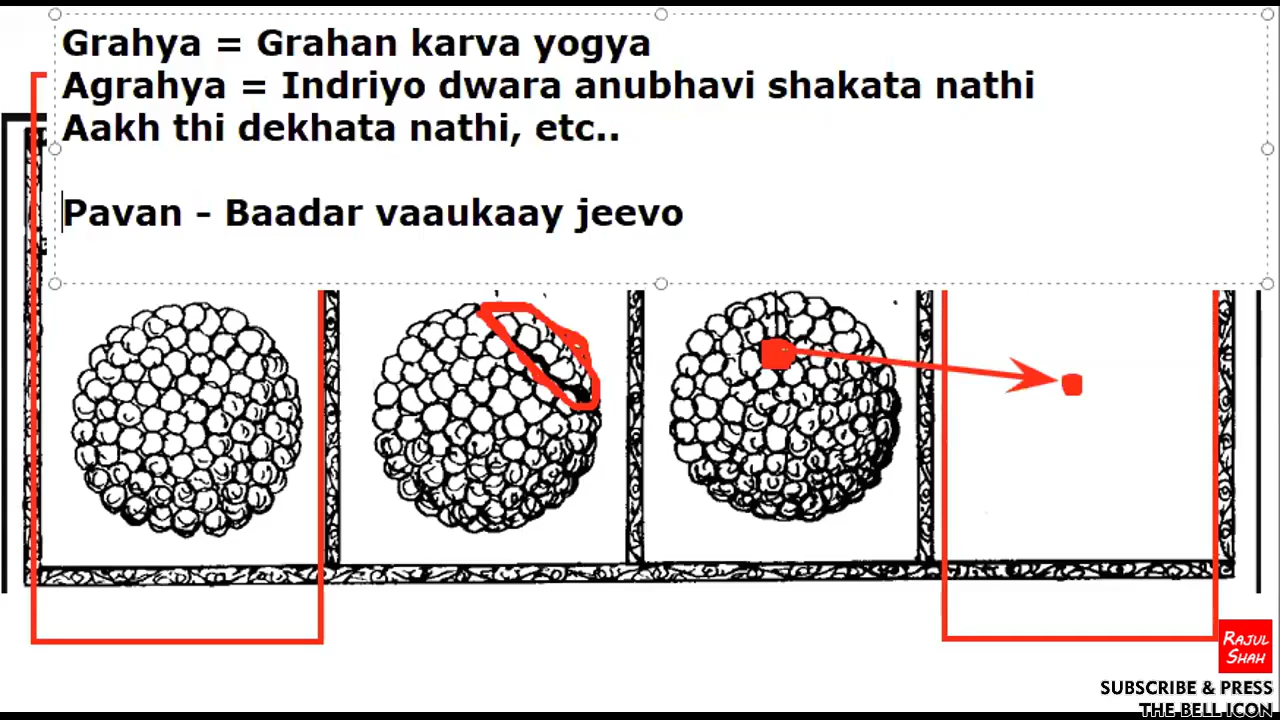 Grahya = Grahan karva yogya
Agrahya = Indriyo dwara anubhavi shakata nathi
Aakh thi dekhata nathi, etc..
Pavan - Baadar vaaukaay jeevo
RAJUL
SHAH
SUBSCRIBE & PRESS
THE BELL ICON